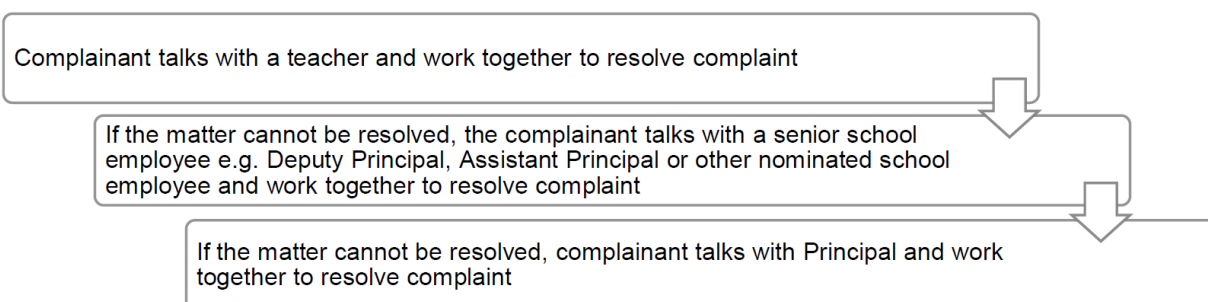 Complainant talks with a teacher and work together to resolve complaint
If the matter cannot be resolved, the complainant talks with a senior school
employee e.g. Deputy Principal, Assistant Principal or other nominated school
employee and work together to resolve complaint
If the matter cannot be resolved, complainant talks with Principal and work
together to resolve complaint